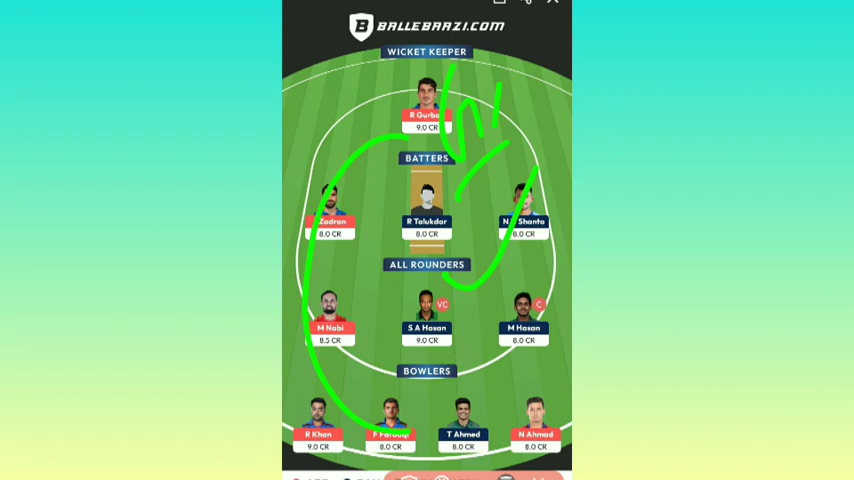 BALLEBAAZI.COM
WICKET KEEPER
R Gurba
9.0 CR
BATTERS
Zadran
R Talukdar
N H Shanto
8.0 CR
8.0 CR
8.0 CR
ALL ROUNDERS
VC
C
M Nabi
S A Hasan
M Hasan
8.5 CR
9.0 CR
8.0 CR
BOWLERS
R Khan
F Farooqi
T Ahmed
N Ahmad
9.0 CR
8.0 CR
8.0 CR
8.0 CR